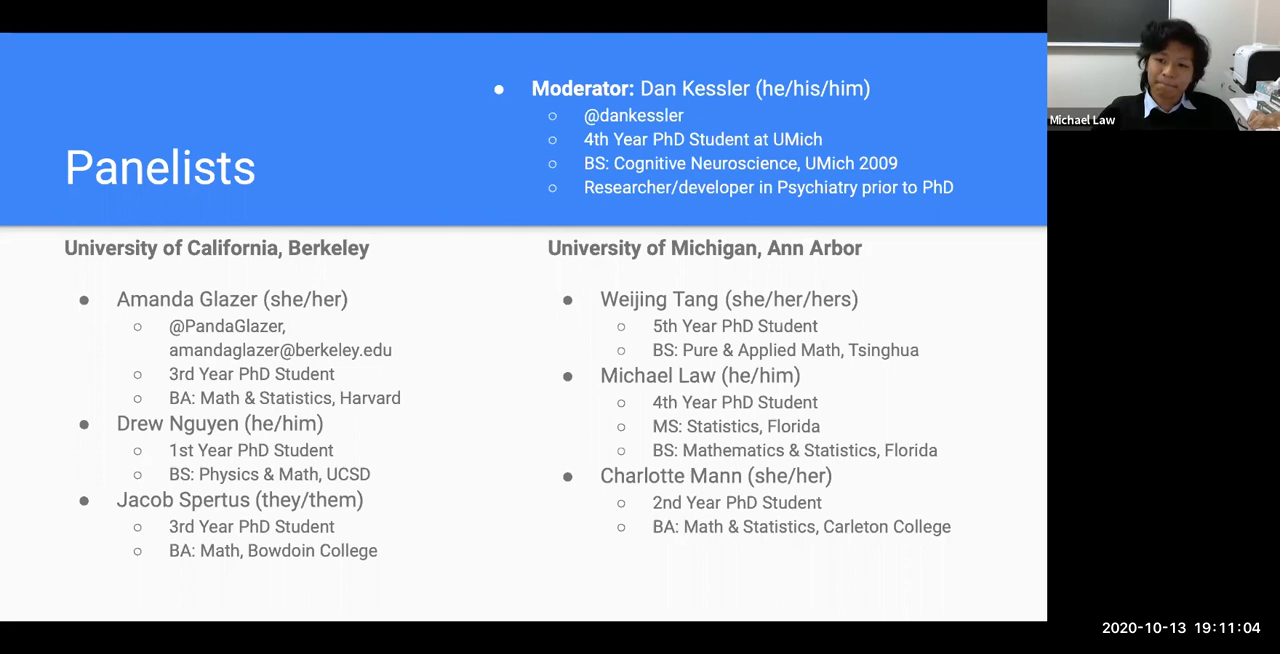 Panelists
Moderator: Dan Kessler (he/his/him)
@dankessler
4th Year PhD Student at UMich
BS: Cognitive Neuroscience, UMich 2009
Researcher/developer in Psychiatry prior to PhD
University of California, Berkeley
Amanda Glazer (she/her)
@PandaGlazer,
amandaglazer@berkeley.edu
3rd Year PhD Student
BA: Math & Statistics, Harvard
Drew Nguyen (he/him)
1st Year PhD Student
BS: Physics & Math, UCSD
Jacob Spertus (they/them)
3rd Year PhD Student
BA: Math, Bowdoin College
University of Michigan, Ann Arbor
Weijing Tang (she/her/hers)
5th Year PhD Student
BS: Pure & Applied Math, Tsinghua
Michael Law (he/him)
4th Year PhD Student
MS: Statistics, Florida
BS: Mathematics & Statistics, Florida
Charlotte Mann (she/her)
2nd Year PhD Student
BA: Math & Statistics, Carleton College
Michael Law
2020-10-13 19:11:04